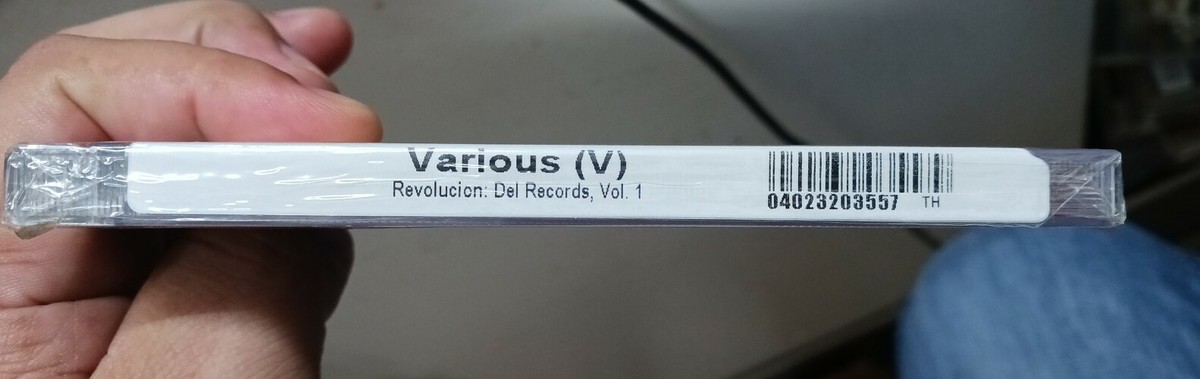 Various (V)
Revolucion: Del Records, Vol. 1
04023203557 TH